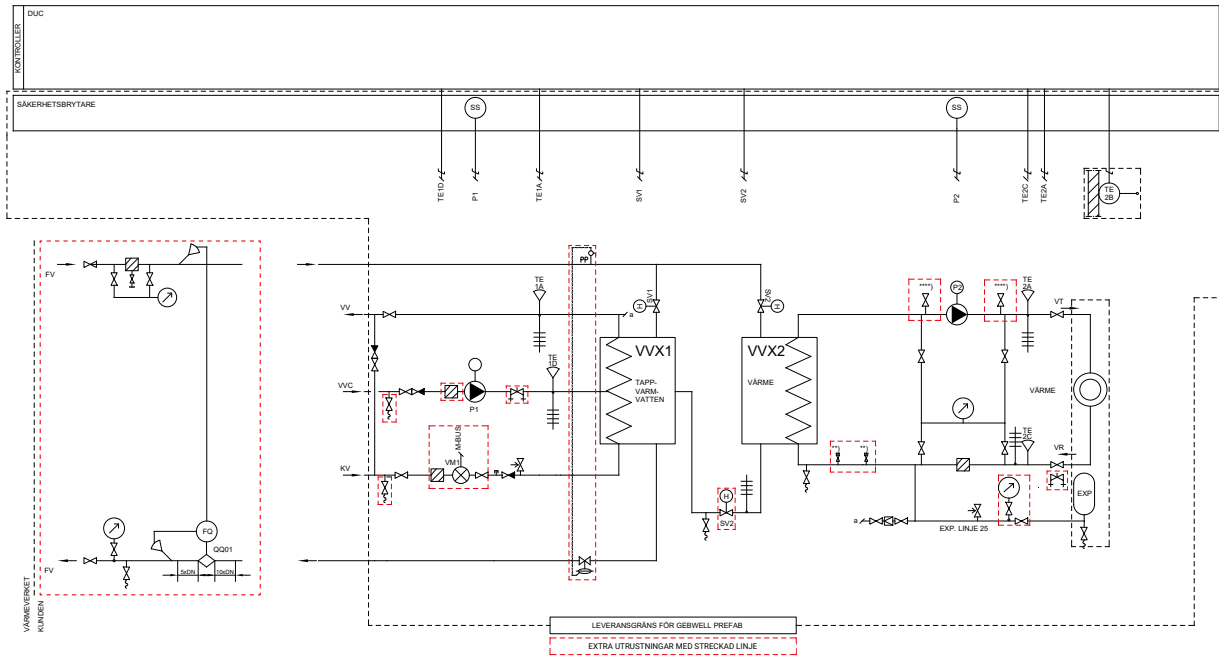 DUC
KONTROLLER
SÄKERHETSBRYTARE
SS
SS
TE1D
P1
TE1A
SV1
SV2
P2
TE2C
TE2A
TE
2B
FV
PP
TE
1A
H
SV1
SV2
H
****)
P2
****)
TE
2A
VT
VV
a
VVX1
TAPP-
VARM-
VATTEN
VVX2
VÄRME
VÄRME
TE
1D
VVC
P1
M-BUS
VM1
KV
**)
**)
TE
2C
VR
EXP
H
SV2
a
EXP. LINJE 25
FQ
QQ01
FV
5xDN
10xDN
VÄRMEVERKET
KUNDEN
LEVERANSGRÄNS FÖR GEBWELL PREFAB
EXTRA UTRUSTNINGAR MED STRECKAD LINJE